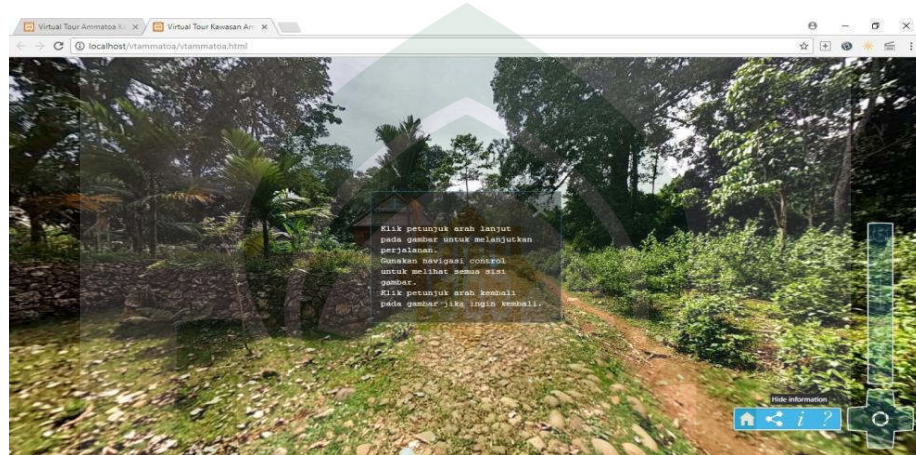 Virtual Tour Ammatoa K
Virtual Tour Kawasan Am
localhost/vtammatoa/vtammatoa.html
Klik petunjuk arah lanjut
pada gambar untuk melanjutkan
perjalanan.
Gunakan navigasi control
untuk melihat semua sisi
gambar.
Klik petunjuk arah kembali
pada gambar jika ingin kembali.
Hide information
i ?